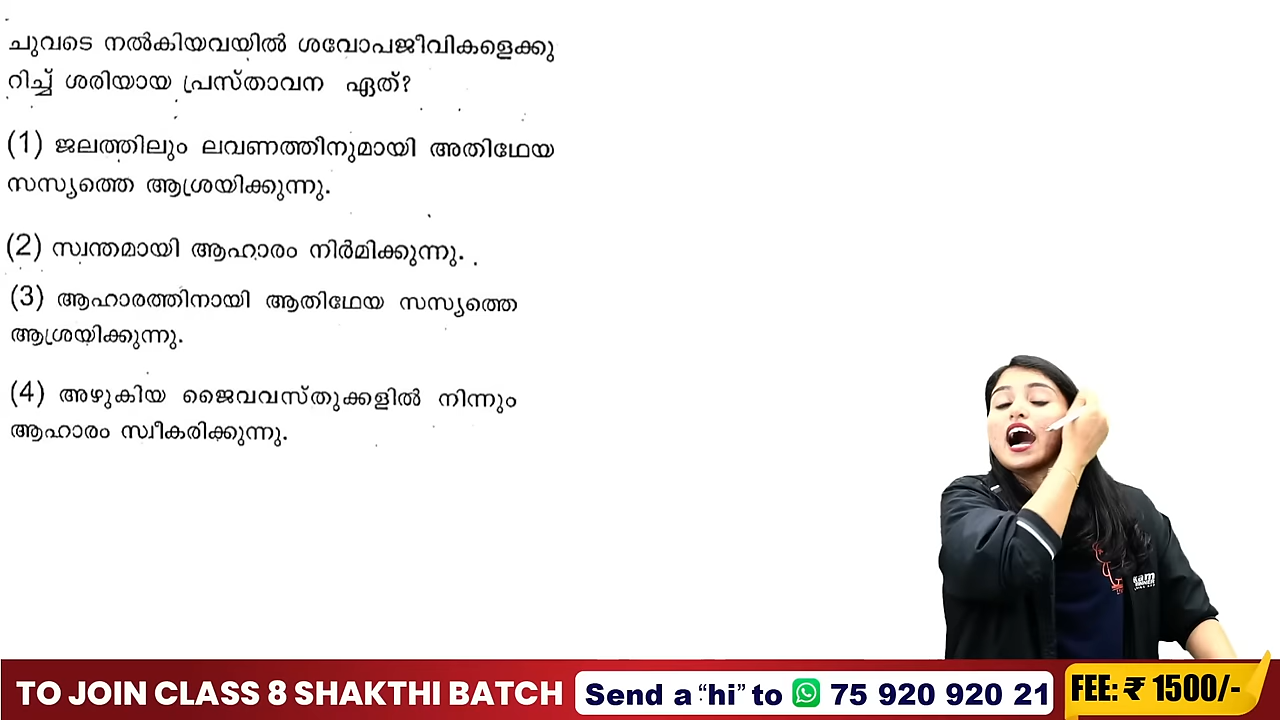 ചുവടെ നൽകിയവയിൽ ശവോപജീവികളെക്കു
റിച്ച് ശരിയായ പ്രസ്താവന ഏത്?
(1) ജലത്തിലും ലവണത്തിനുമായി അതിഥേയ
സസ്യത്തെ ആശ്രയിക്കുന്നു.
(2) സ്വന്തമായി ആഹാരം നിർമിക്കുന്നു.
(3) ആഹാരത്തിനായി ആതിഥേയ സസ്യത്തെ
ആശ്രയിക്കുന്നു.
(4) അഴുകിയ ജൈവവസ്തുക്കളിൽ നിന്നും
ആഹാരം സ്വീകരിക്കുന്നു.
TO JOIN CLASS 8 SHAKTHI BATCH
Send a “hi” to 75 920 920 21
FEE: ₹ 1500/-